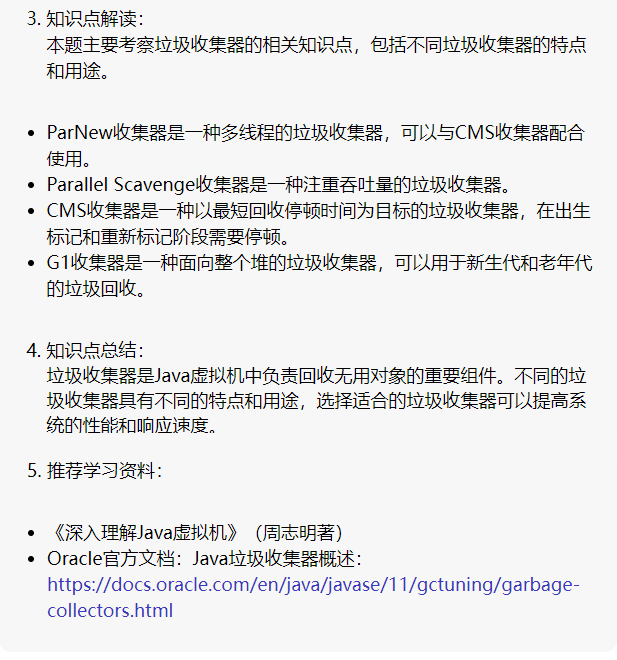 3. 知识点解读：
本题主要考察垃圾收集器的相关知识点，包括不同垃圾收集器的特点
和用途。
• ParNew收集器是一种多线程的垃圾收集器，可以与CMS收集器配合
使用。
• Parallel Scavenge收集器是一种注重吞吐量的垃圾收集器。
• CMS收集器是一种以最短回收停顿时间为目标的垃圾收集器，在出生
标记和重新标记阶段需要停顿。
• G1收集器是一种面向整个堆的垃圾收集器，可以用于新生代和老年代
的垃圾回收。
4. 知识点总结：
垃圾收集器是Java虚拟机中负责回收无用对象的重要组件。不同的垃
圾收集器具有不同的特点和用途，选择适合的垃圾收集器可以提高系
统的性能和响应速度。
5. 推荐学习资料：
• 《深入理解Java虚拟机》（周志明著）
• Oracle官方文档：Java垃圾收集器概述：
https://docs.oracle.com/en/java/javase/11/gctuning/garbage-
collectors.html